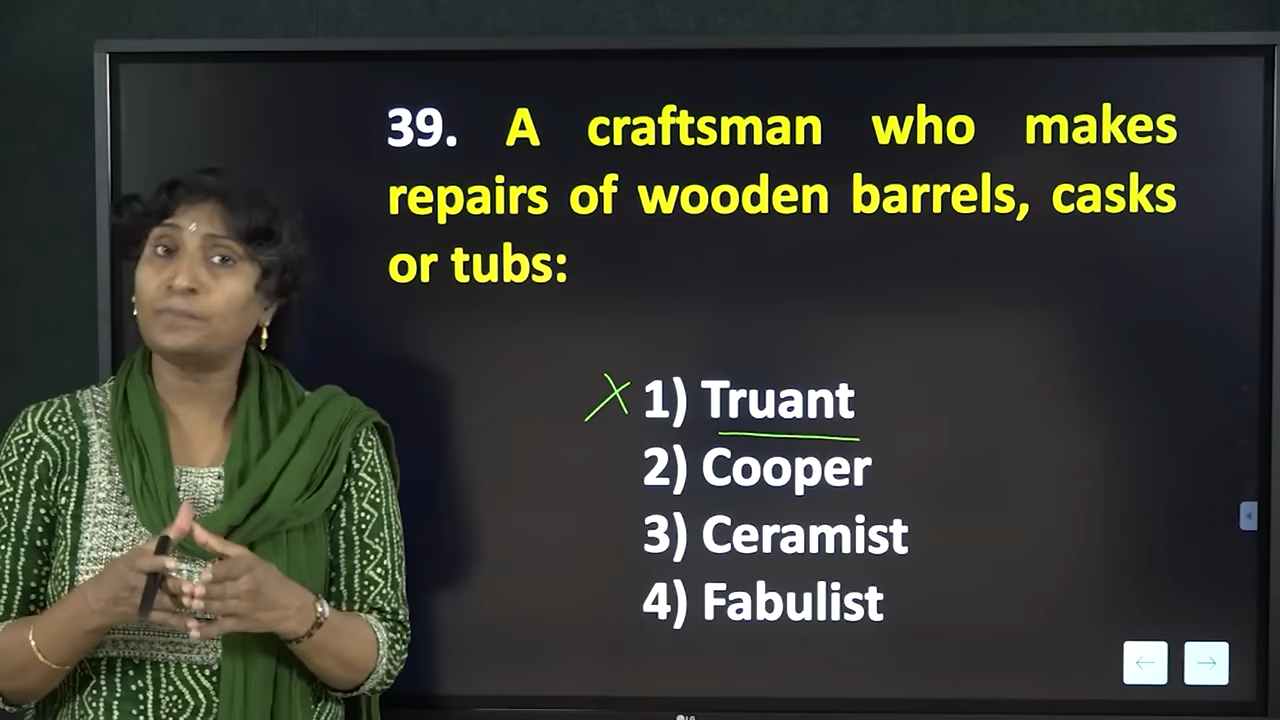 39. A craftsman who makes
repairs of wooden barrels, casks
or tubs:
1) Truant
2) Cooper
3) Ceramist
4) Fabulist
LG